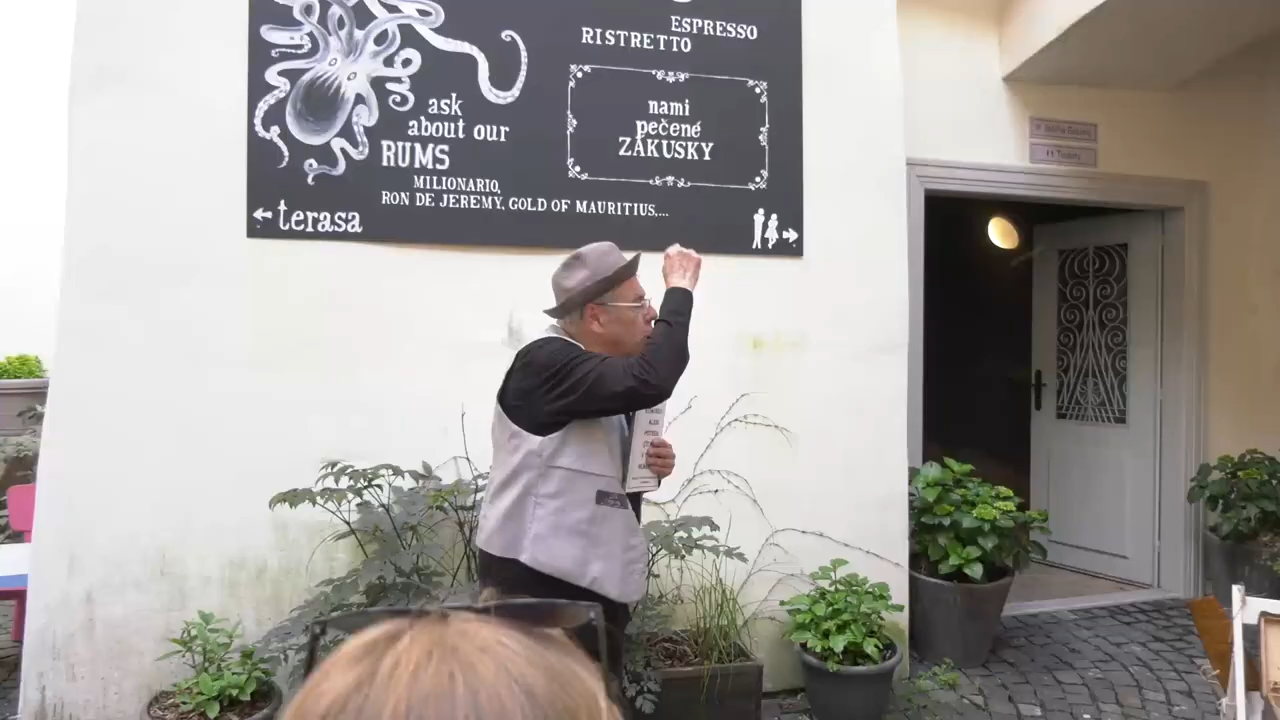 ESPRESSO
RISTRETTO
ask
about our
RUMS
MILIONARIO,
RON DE JEREMY, GOLD OF MAURITIUS,...
terasa
nami
pečené
ZÁKUSKY